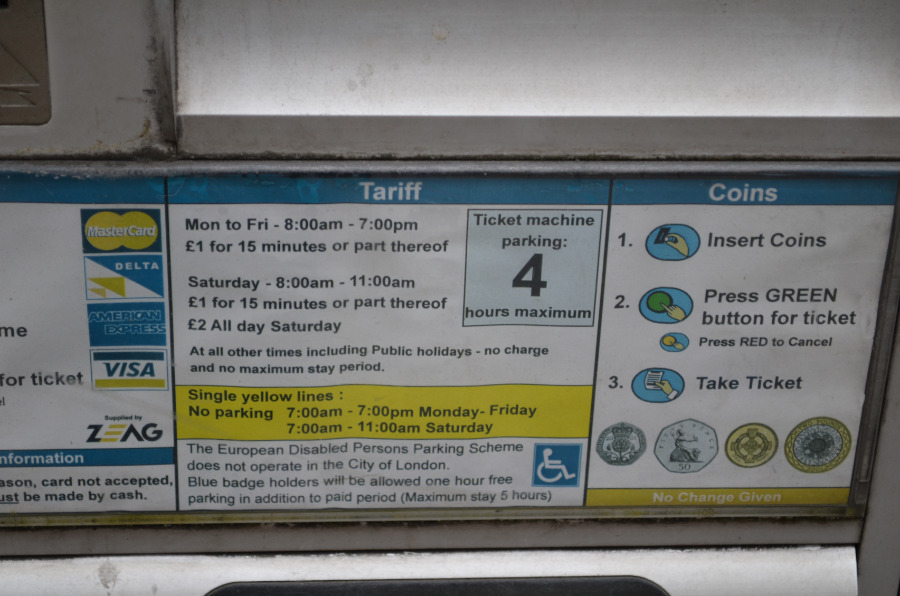 MasterCard
DELTA
AMERICAN
EXPRESS
me
for ticket
el
VISA
Supplied by
ZEAG
nformation
ason, card not accepted,
ust be made by cash.
Tariff
Mon to Fri - 8:00am - 7:00pm
£1 for 15 minutes or part thereof
Saturday - 8:00am - 11:00am
£1 for 15 minutes or part thereof
£2 All day Saturday
Ticket machine
parking:
4
hours maximum
At all other times including Public holidays - no charge
and no maximum stay period.
Single yellow lines :
No parking 7:00am - 7:00pm Monday- Friday
7:00am - 11:00am Saturday
The European Disabled Persons Parking Scheme
does not operate in the City of London.
Blue badge holders will be allowed one hour free
parking in addition to paid period (Maximum stay 5 hours)
Coins
1. Insert Coins
2. Press GREEN
button for ticket
Press RED to Cancel
3. Take Ticket
50
No Change Given